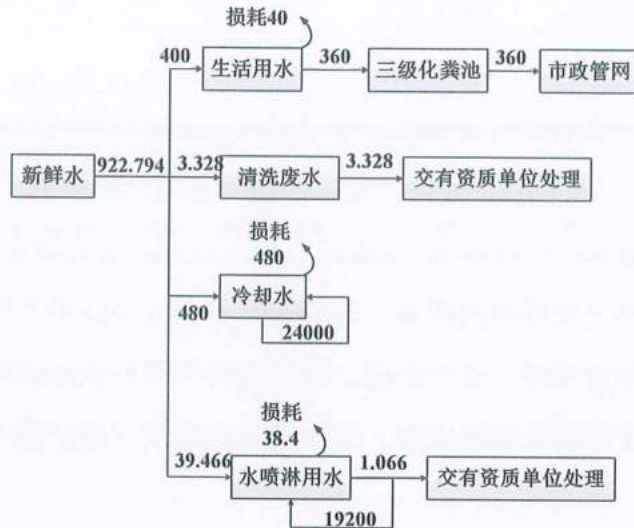 损耗40
400
生活用水
360
三级化粪池
360
市政管网
新鲜水
922.794
3.328
清洗废水
3.328
交有资质单位处理
损耗
480
480
冷却水
24000
损耗
38.4
39.466
水喷淋用水
1.066
交有资质单位处理
19200